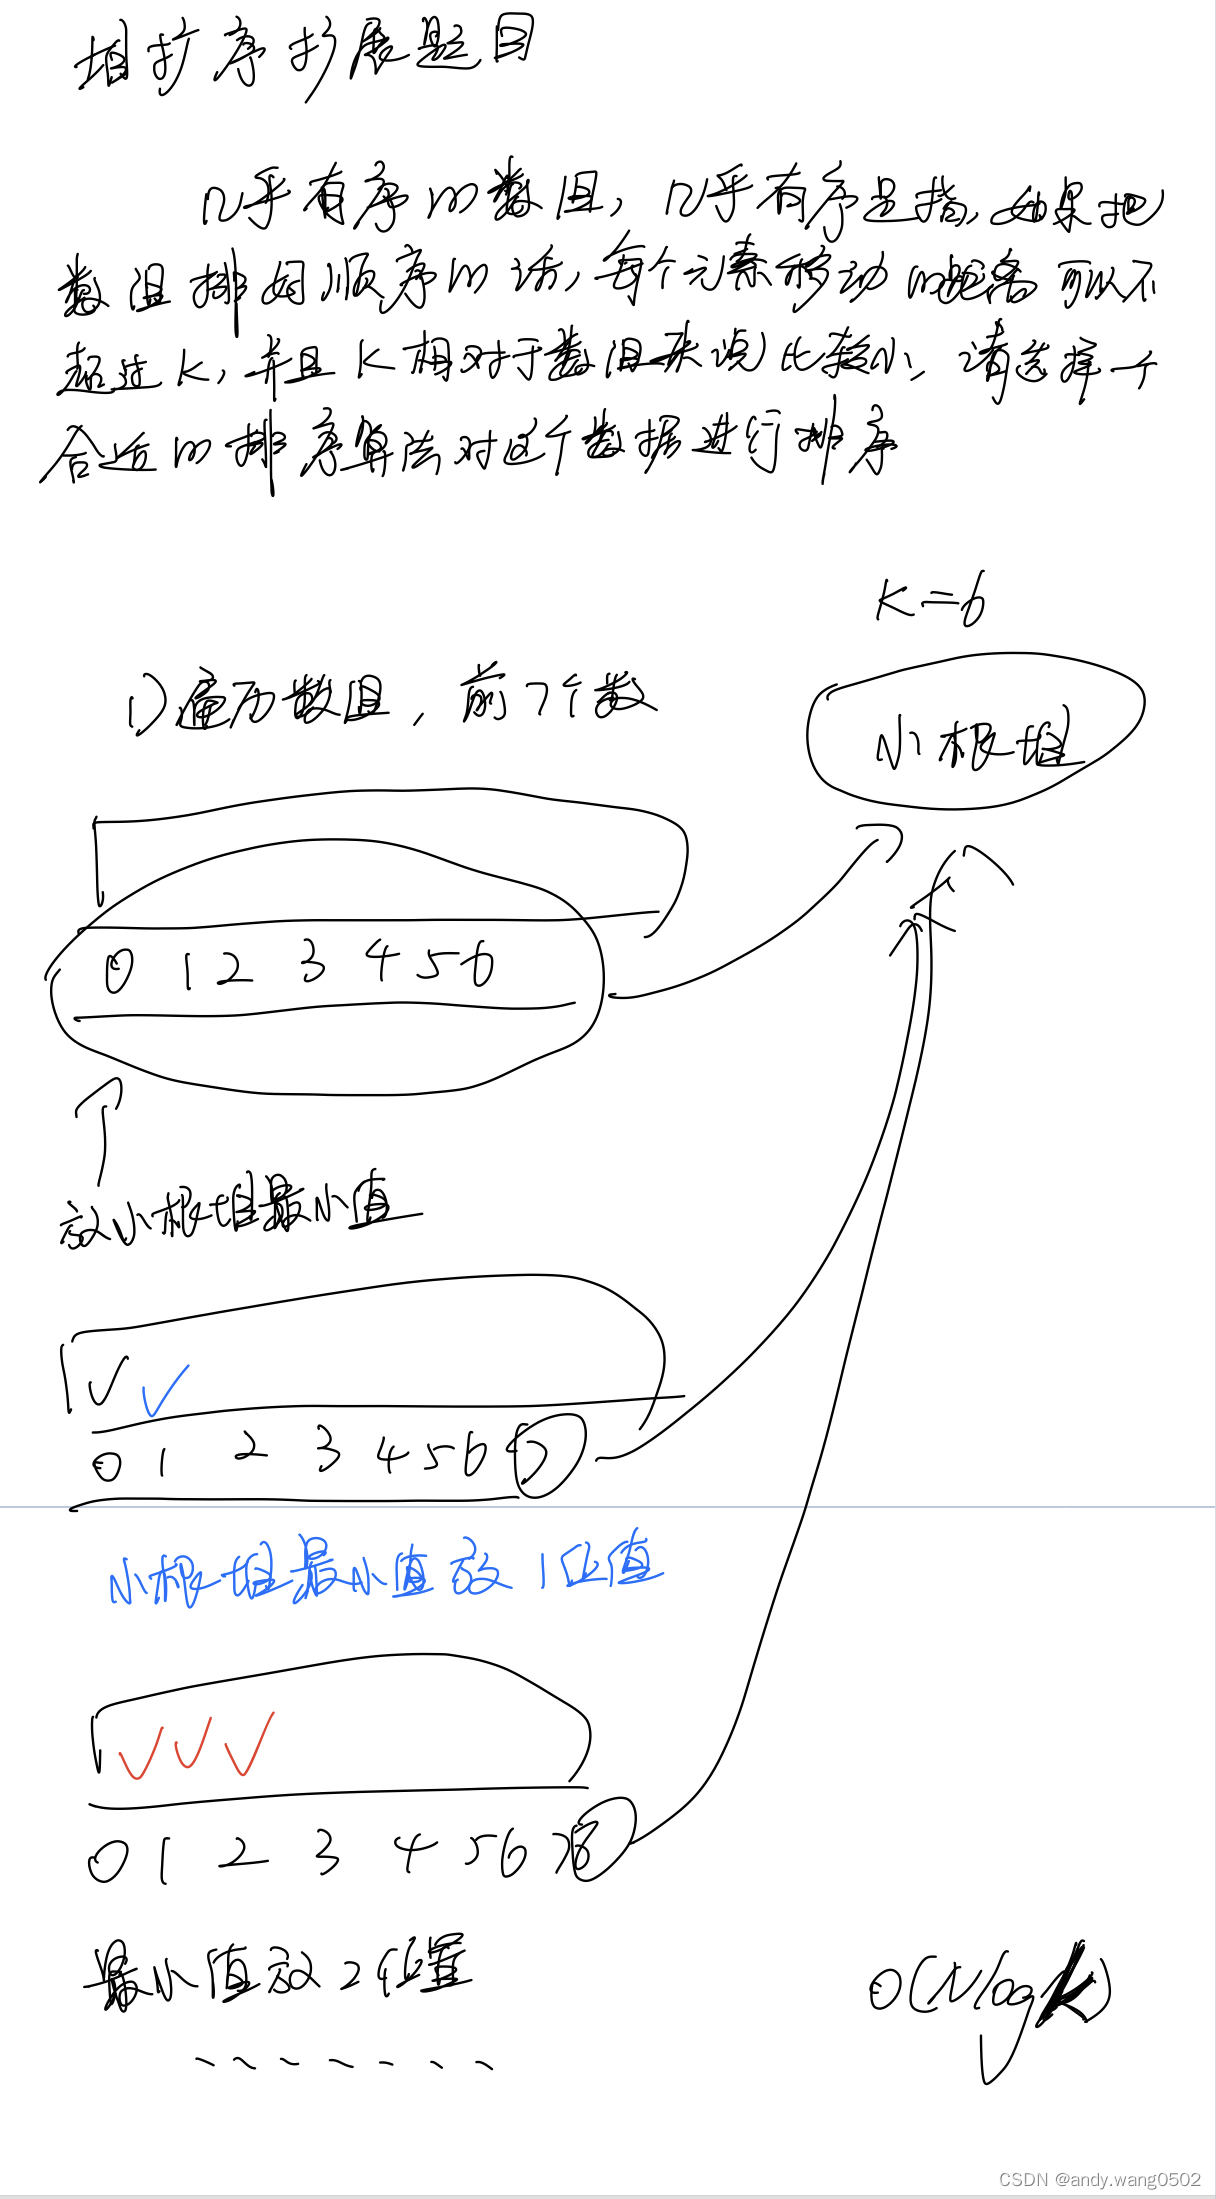 堆扩序扩展题目
几乎有序的数组, 几乎有序是指, 如果把
数组排好顺序的话, 每个元素移动的距离可以不
超过K, 并且K相对于数组来说比较小, 请选择一个
合适的排序算法对这个数据进行排序
K=6
1) 遍历数组, 前7个数
小根堆
0 1 2 3 4 5 6
放小根堆最小值
0 1 2 3 4 5 6 7
小根堆最小值放1位值
0 1 2 3 4 5 6 7 8
最小值放2位置
O(NlogK)
CSDN @andy.wang0502